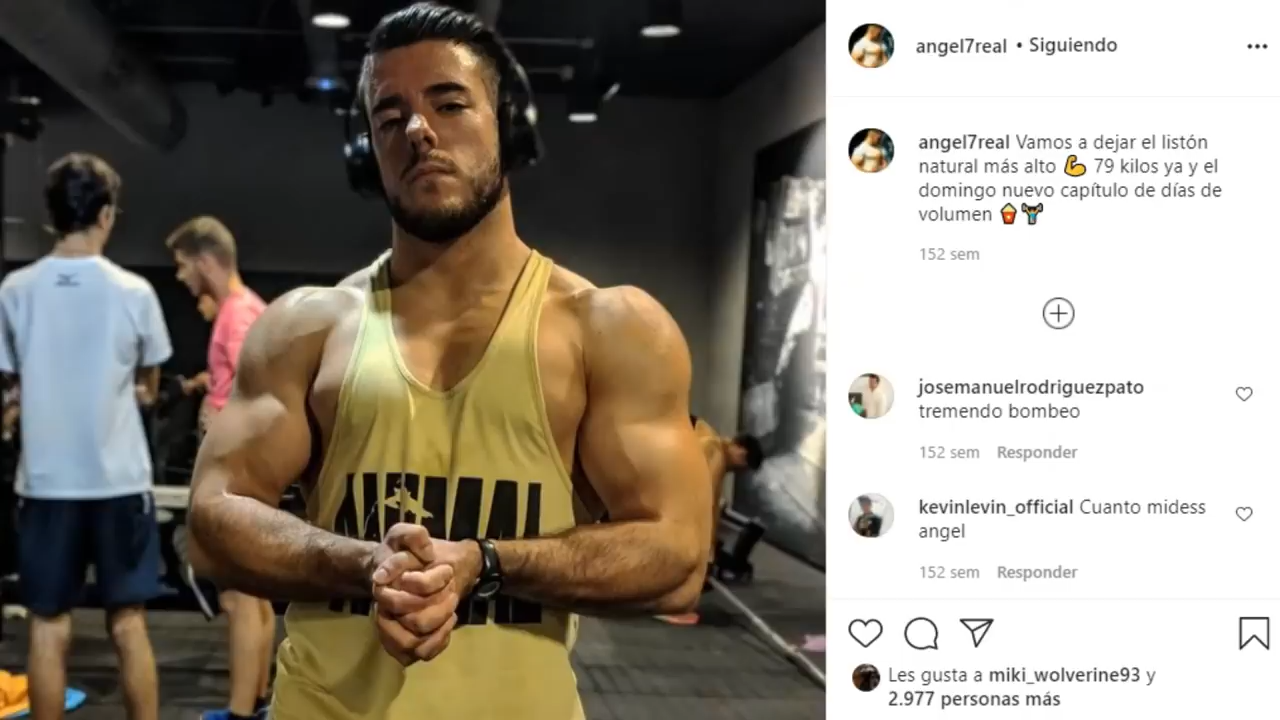 angel7real • Siguiendo
angel7real Vamos a dejar el listón
natural más alto 💪 79 kilos ya y el
domingo nuevo capítulo de días de
volumen 🍿🏋️
152 sem
josemanuelrodriguezpato
tremendo bombeo
152 sem Responder
kevinlevin_official Cuanto midess
angel
152 sem Responder
Les gusta a miki_wolverine93 y
2.977 personas más